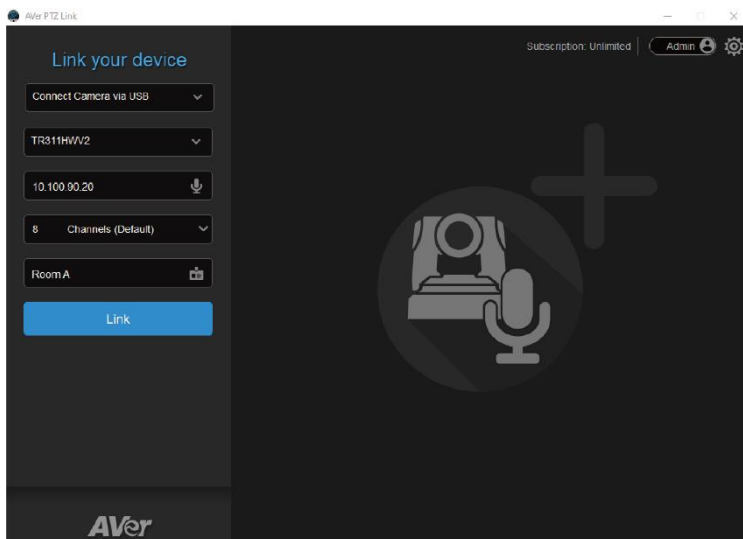 AVer PTZ Link
Subscription: Unlimited
Admin
Link your device
Connect Camera via USB
TR311HWV2
10.100.90.20
8 Channels (Default)
Room A
Link
AVer